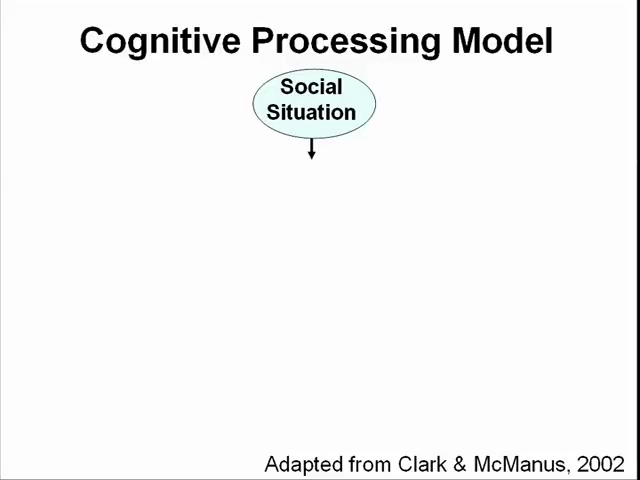 Cognitive Processing Model
Social
Situation
Adapted from Clark & McManus, 2002